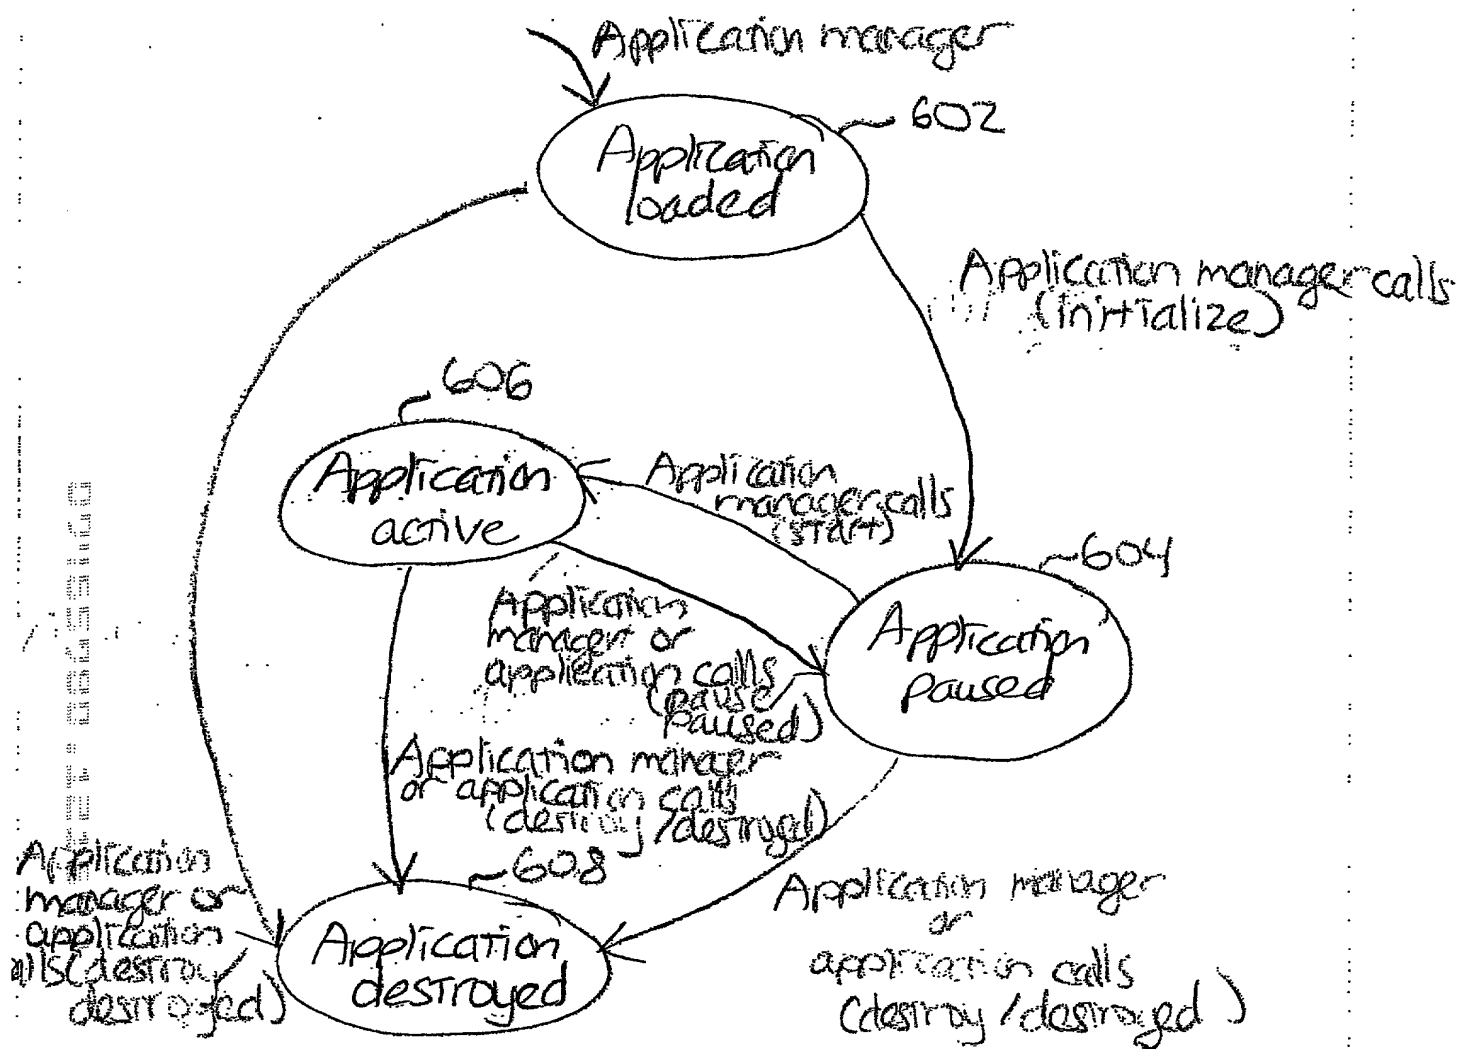 Application manager
602
Application
loaded
Application manager calls
(initialize)
606
Application
active
Application
manager calls
(start)
604
Application
paused
Application
manager or
application calls
(pause
paused)
Application manager
or application calls
(destroy/destroyed)
608
Application
destroyed
Application
manager or
application
(destroy/
destroyed)
Application manager
or
application calls
(destroy/destroyed)